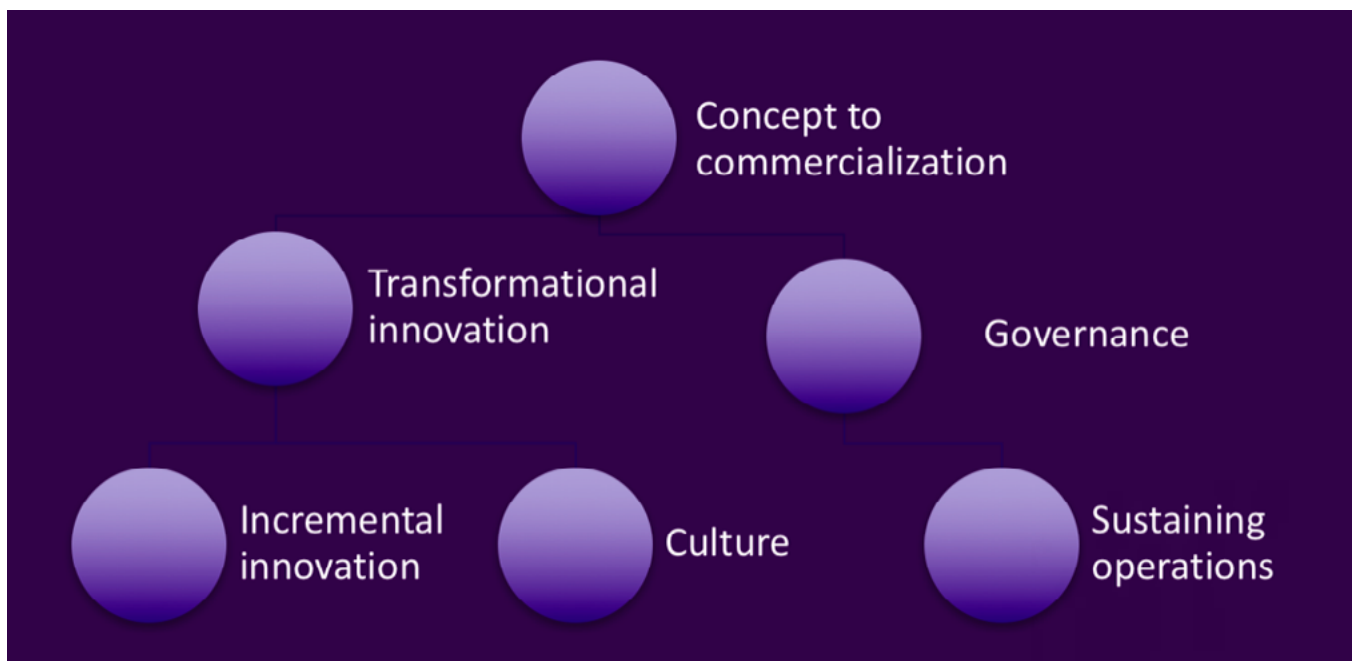 Concept to
commercialization
Transformational
innovation
Governance
Incremental
innovation
Culture
Sustaining
operations